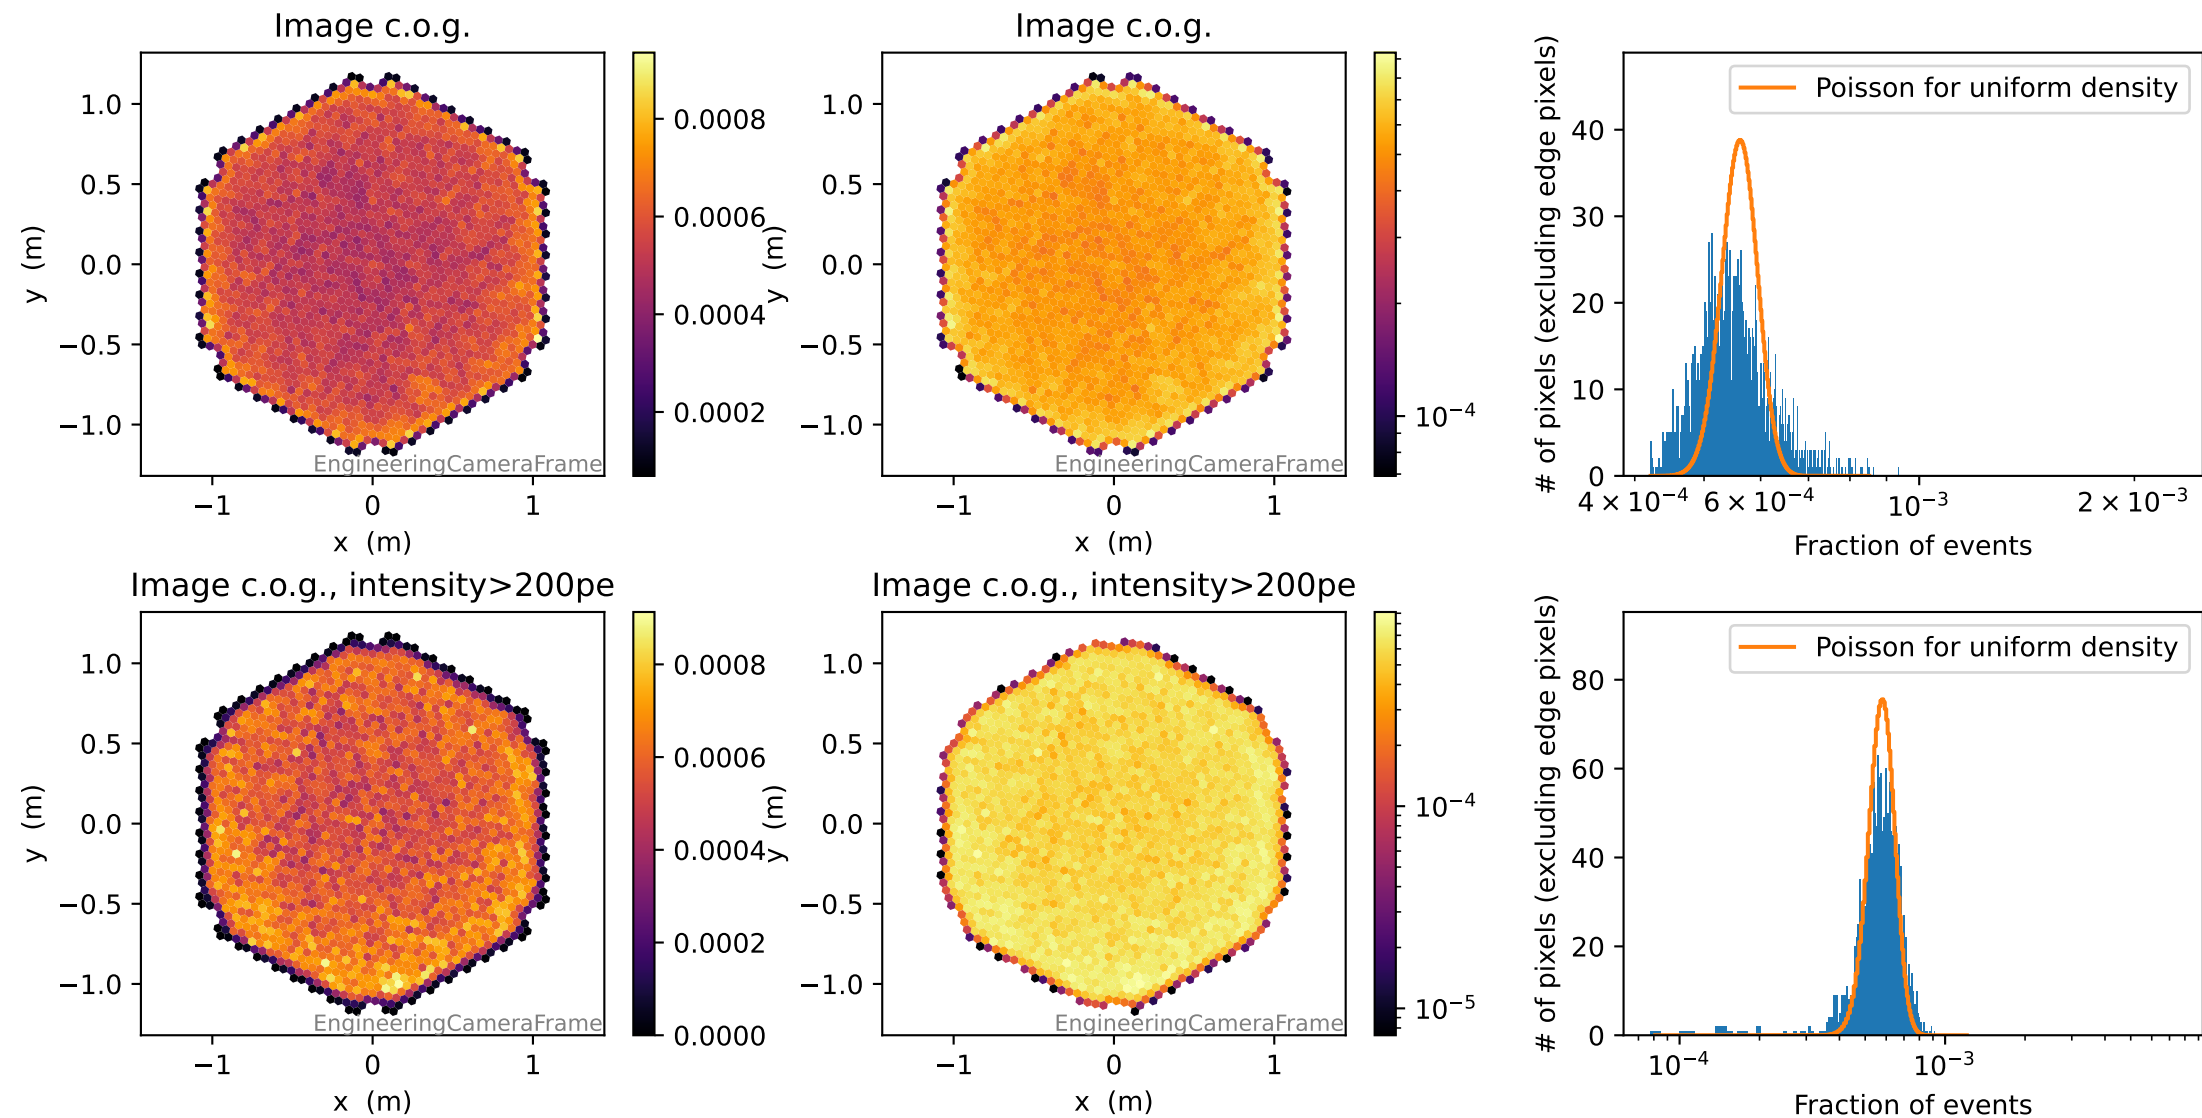 Image c.o.g.
1.0
0.5
0.0
−0.5
−1.0
y (m)
−1
0
1
x (m)
EngineeringCameraFrame
0.0008
0.0006
0.0004
0.0002
Image c.o.g.
1.0
0.5
0.0
−0.5
−1.0
y (m)
−1
0
1
x (m)
EngineeringCameraFrame
10⁻⁴
Poisson for uniform density
# of pixels (excluding edge pixels)
40
30
20
10
0
4 × 10⁻⁴
6 × 10⁻⁴
10⁻³
2 × 10⁻³
Fraction of events
Image c.o.g., intensity>200pe
1.0
0.5
0.0
−0.5
−1.0
y (m)
−1
0
1
x (m)
EngineeringCameraFrame
0.0008
0.0006
0.0004
0.0002
0.0000
Image c.o.g., intensity>200pe
1.0
0.5
0.0
−0.5
−1.0
y (m)
−1
0
1
x (m)
EngineeringCameraFrame
10⁻⁴
10⁻⁵
Poisson for uniform density
# of pixels (excluding edge pixels)
80
60
40
20
0
10⁻⁴
10⁻³
Fraction of events